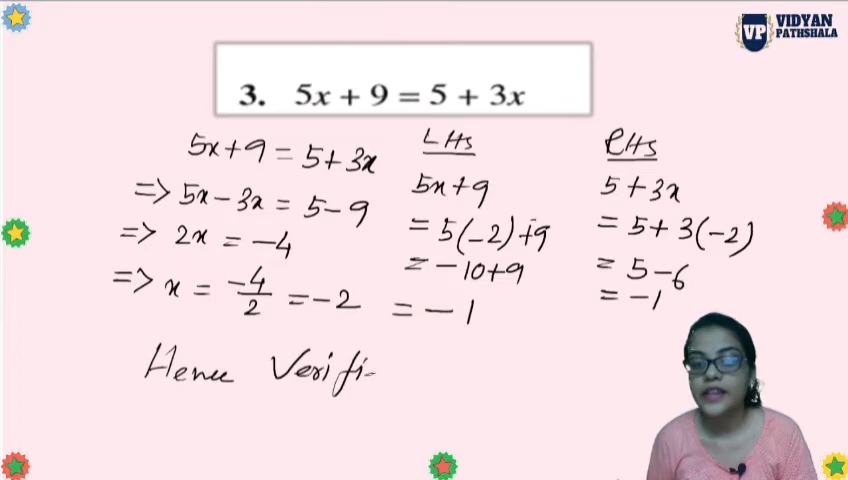 VIDYAN
PATHSHALA
VP
3. 5x + 9 = 5 + 3x
5x+9 = 5+3x
=> 5x-3x = 5-9
=> 2x = -4
=> x = -4/2 = -2
LHS
5x+9
= 5(-2)+9
= -10+9
= -1
RHS
5+3x
= 5+3(-2)
= 5-6
= -1
Hence Verifi